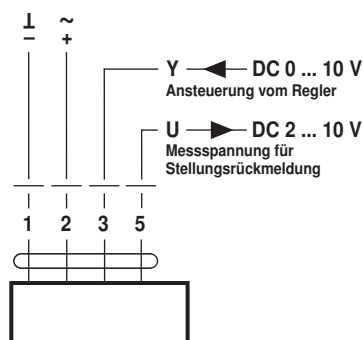 ⊥ ~
− +
Y DC 0 ... 10 V
Ansteuerung vom Regler
U DC 2 ... 10 V
Messspannung für
Stellungsrückmeldung
1 2 3 5